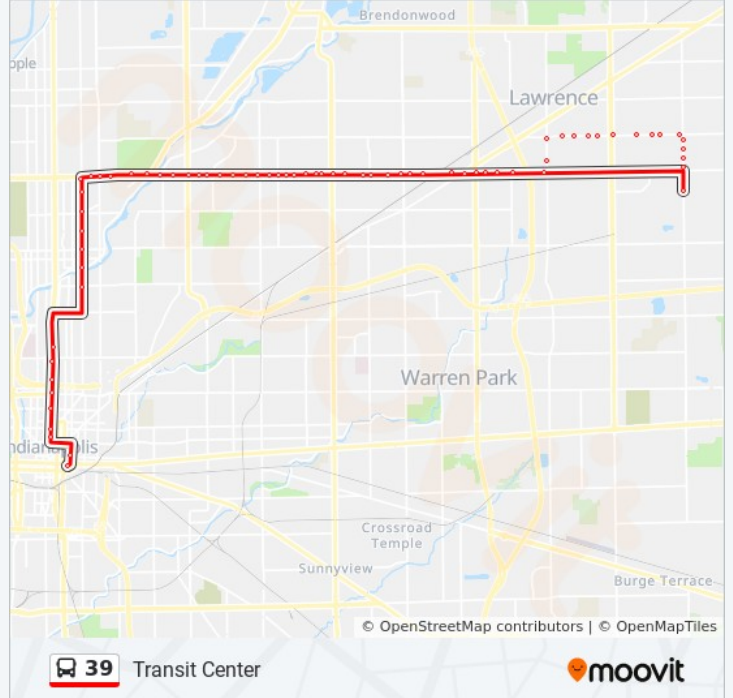 Brendonwood
ople
Lawrence
Warren Park
ndianapolis
Crossroad
Temple
Sunnyview
Burge Terrace
© OpenStreetMap contributors | © OpenMapTiles
39 Transit Center
moovit